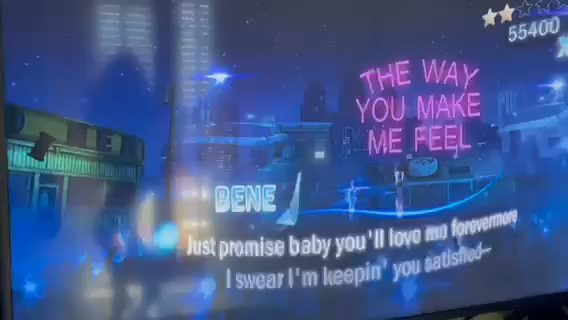 55400
THE WAY
YOU MAKE
ME FEEL
BENE
Just promise baby you'll love me forevermore
I swear I'm keepin' you satisfied~